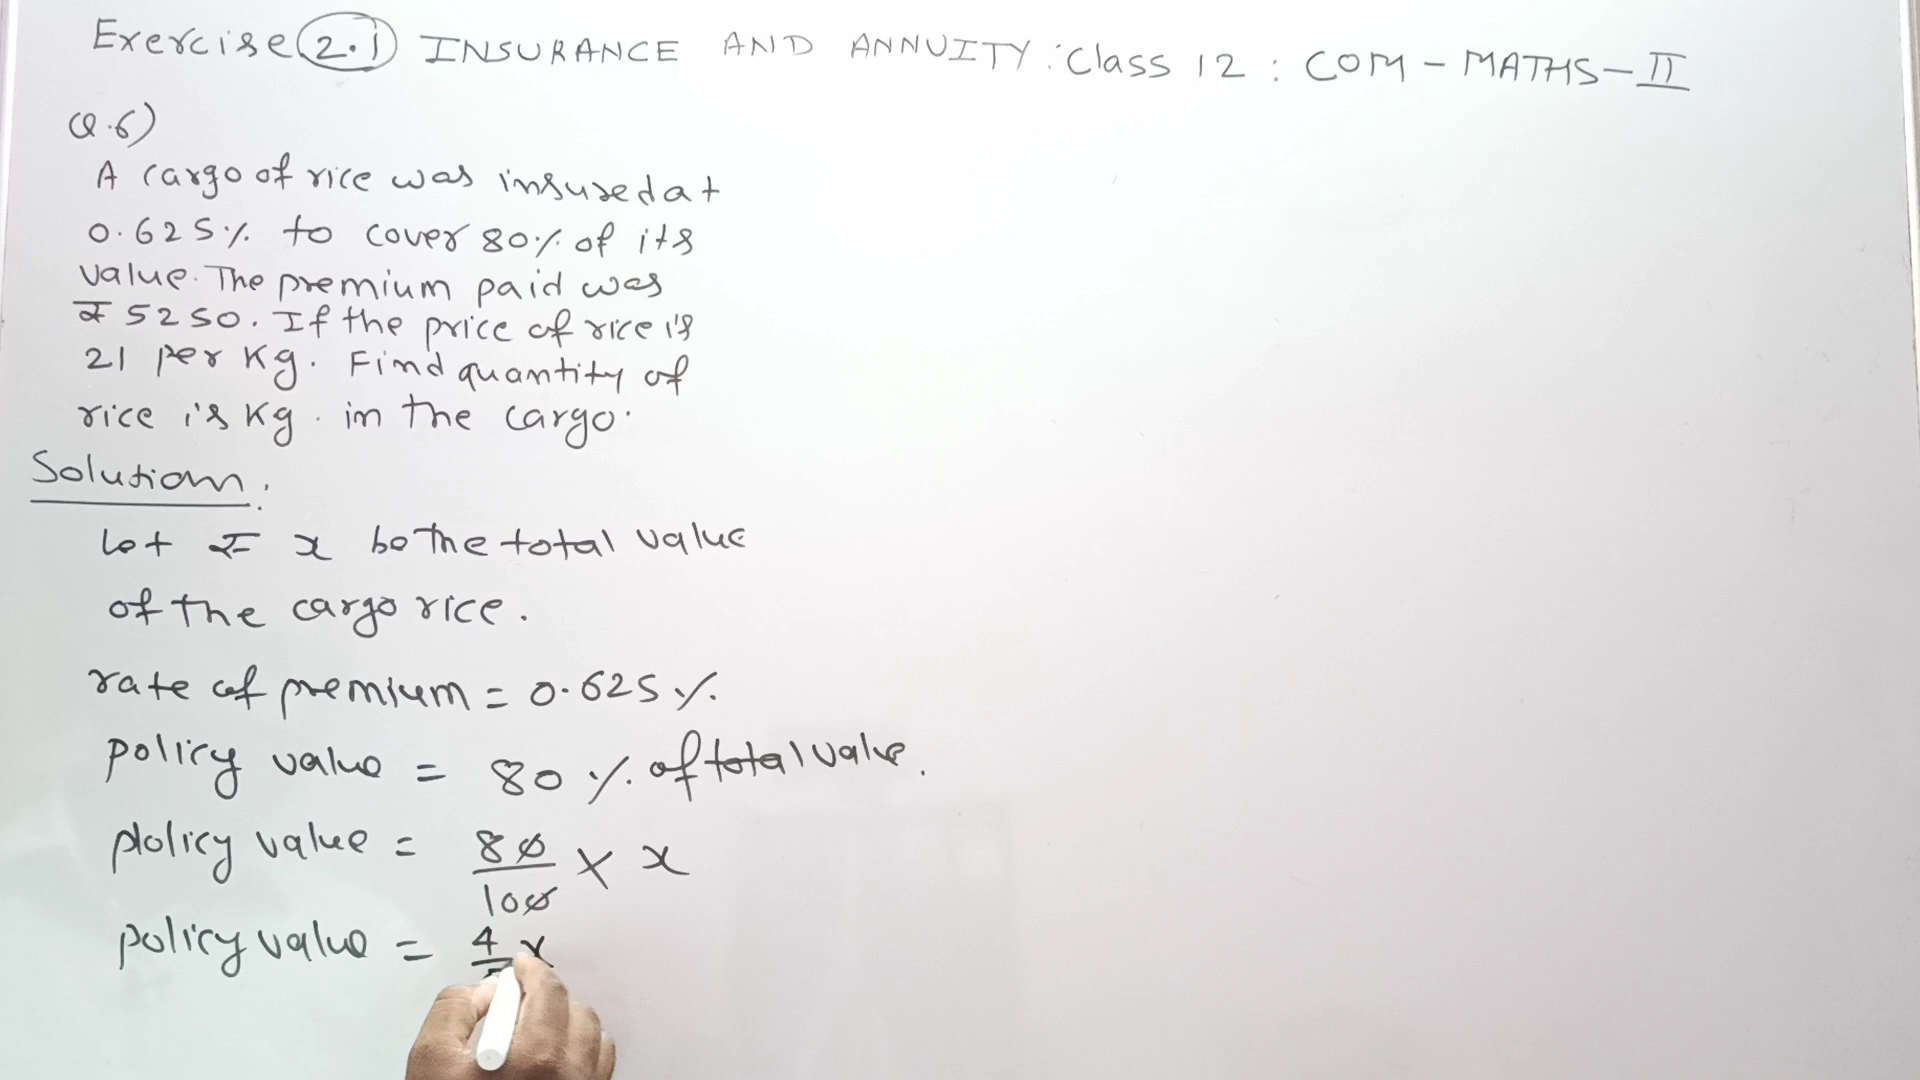 Exercise 2.1 INSURANCE AND ANNUITY : Class 12 : COM - MATHS - II
Q.6)
A cargo of rice was insured at
0.625% to cover 80% of its
value. The premium paid was
₹ 5250. If the price of rice is
21 per Kg. Find quantity of
rice is Kg. in the cargo.
Solution:
Let ₹ x be the total value
of the cargo rice.
rate of premium = 0.625 %.
policy value = 80 % of total value.
policy value = 80/100 × x
policy value = 4/5 x